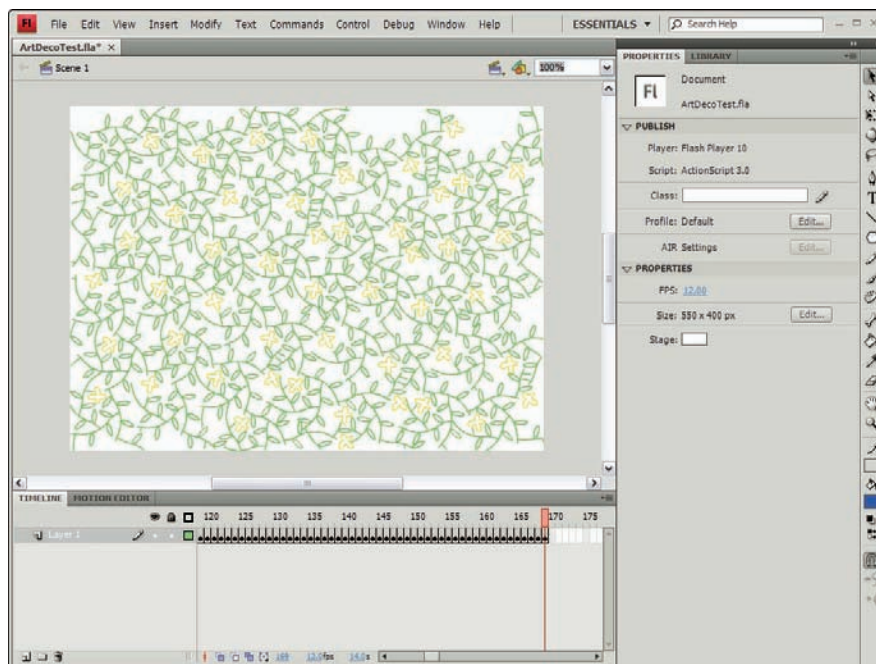 FL File Edit View Insert Modify Text Commands Control Debug Window Help ESSENTIALS Search Help
ArtDecoTest.fla*
Scene 1 100%
PROPERTIES LIBRARY
FL Document
ArtDecoTest.fla
PUBLISH
Player: Flash Player 10
Script: ActionScript 3.0
Class:
Profile: Default Edit...
AIR Settings Edit...
PROPERTIES
FPS: 12.00
Size: 550 x 400 px Edit...
Stage:
TIMELINE MOTION EDITOR
120 125 130 135 140 145 150 155 160 165 170 175
Layer 1
169 12.0fps 14.0s